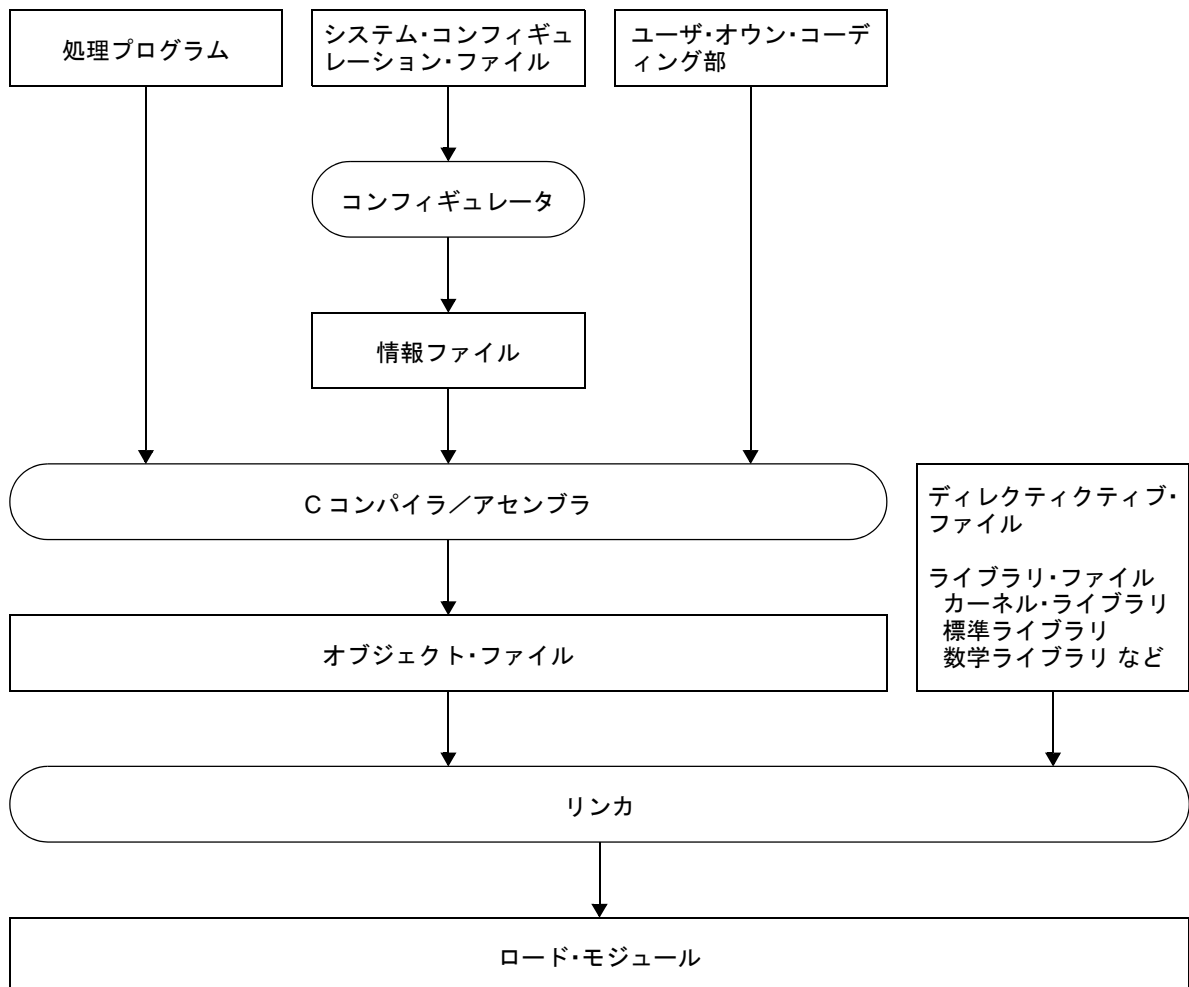 処理プログラム
システム・コンフィギュ
レーション・ファイル
ユーザ・オウン・コーデ
ィング部
コンフィギュレータ
情報ファイル
C コンパイラ／アセンブラ
ディレクティクティブ・
ファイル
ライブラリ・ファイル
カーネル・ライブラリ
標準ライブラリ
数学ライブラリ など
オブジェクト・ファイル
リンカ
ロード・モジュール